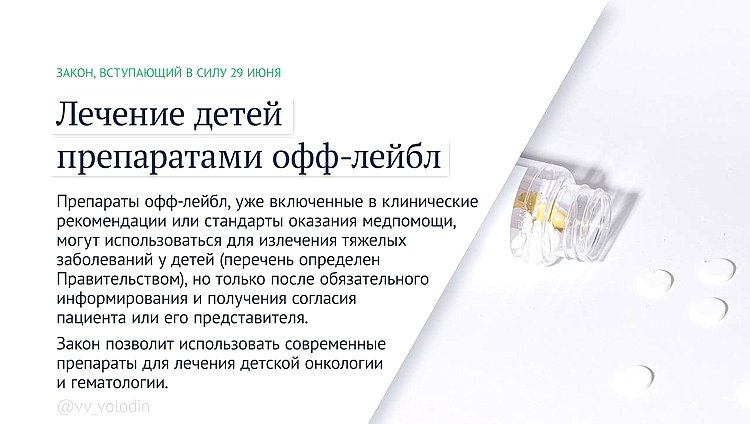 ЗАКОН, ВСТУПАЮЩИЙ В СИЛУ 29 ИЮНЯ
Лечение детей
препаратами офф-лейбл
Препараты офф-лейбл, уже включенные в клинические
рекомендации или стандарты оказания медпомощи,
могут использоваться для излечения тяжелых
заболеваний у детей (перечень определен
Правительством), но только после обязательного
информирования и получения согласия
пациента или его представителя.
Закон позволит использовать современные
препараты для лечения детской онкологии
и гематологии.
@vv_volodin